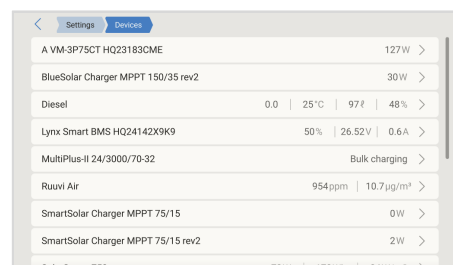 Settings Devices
A VM-3P75CT HQ23183CME 127W
BlueSolar Charger MPPT 150/35 rev2 30W
Diesel 0.0 25°C 97ℓ 48%
Lynx Smart BMS HQ24142X9K9 50% 26.52V 0.6A
MultiPlus-II 24/3000/70-32 Bulk charging
Ruuvi Air 954ppm 10.7µg/m³
SmartSolar Charger MPPT 75/15 0W
SmartSolar Charger MPPT 75/15 rev2 2W